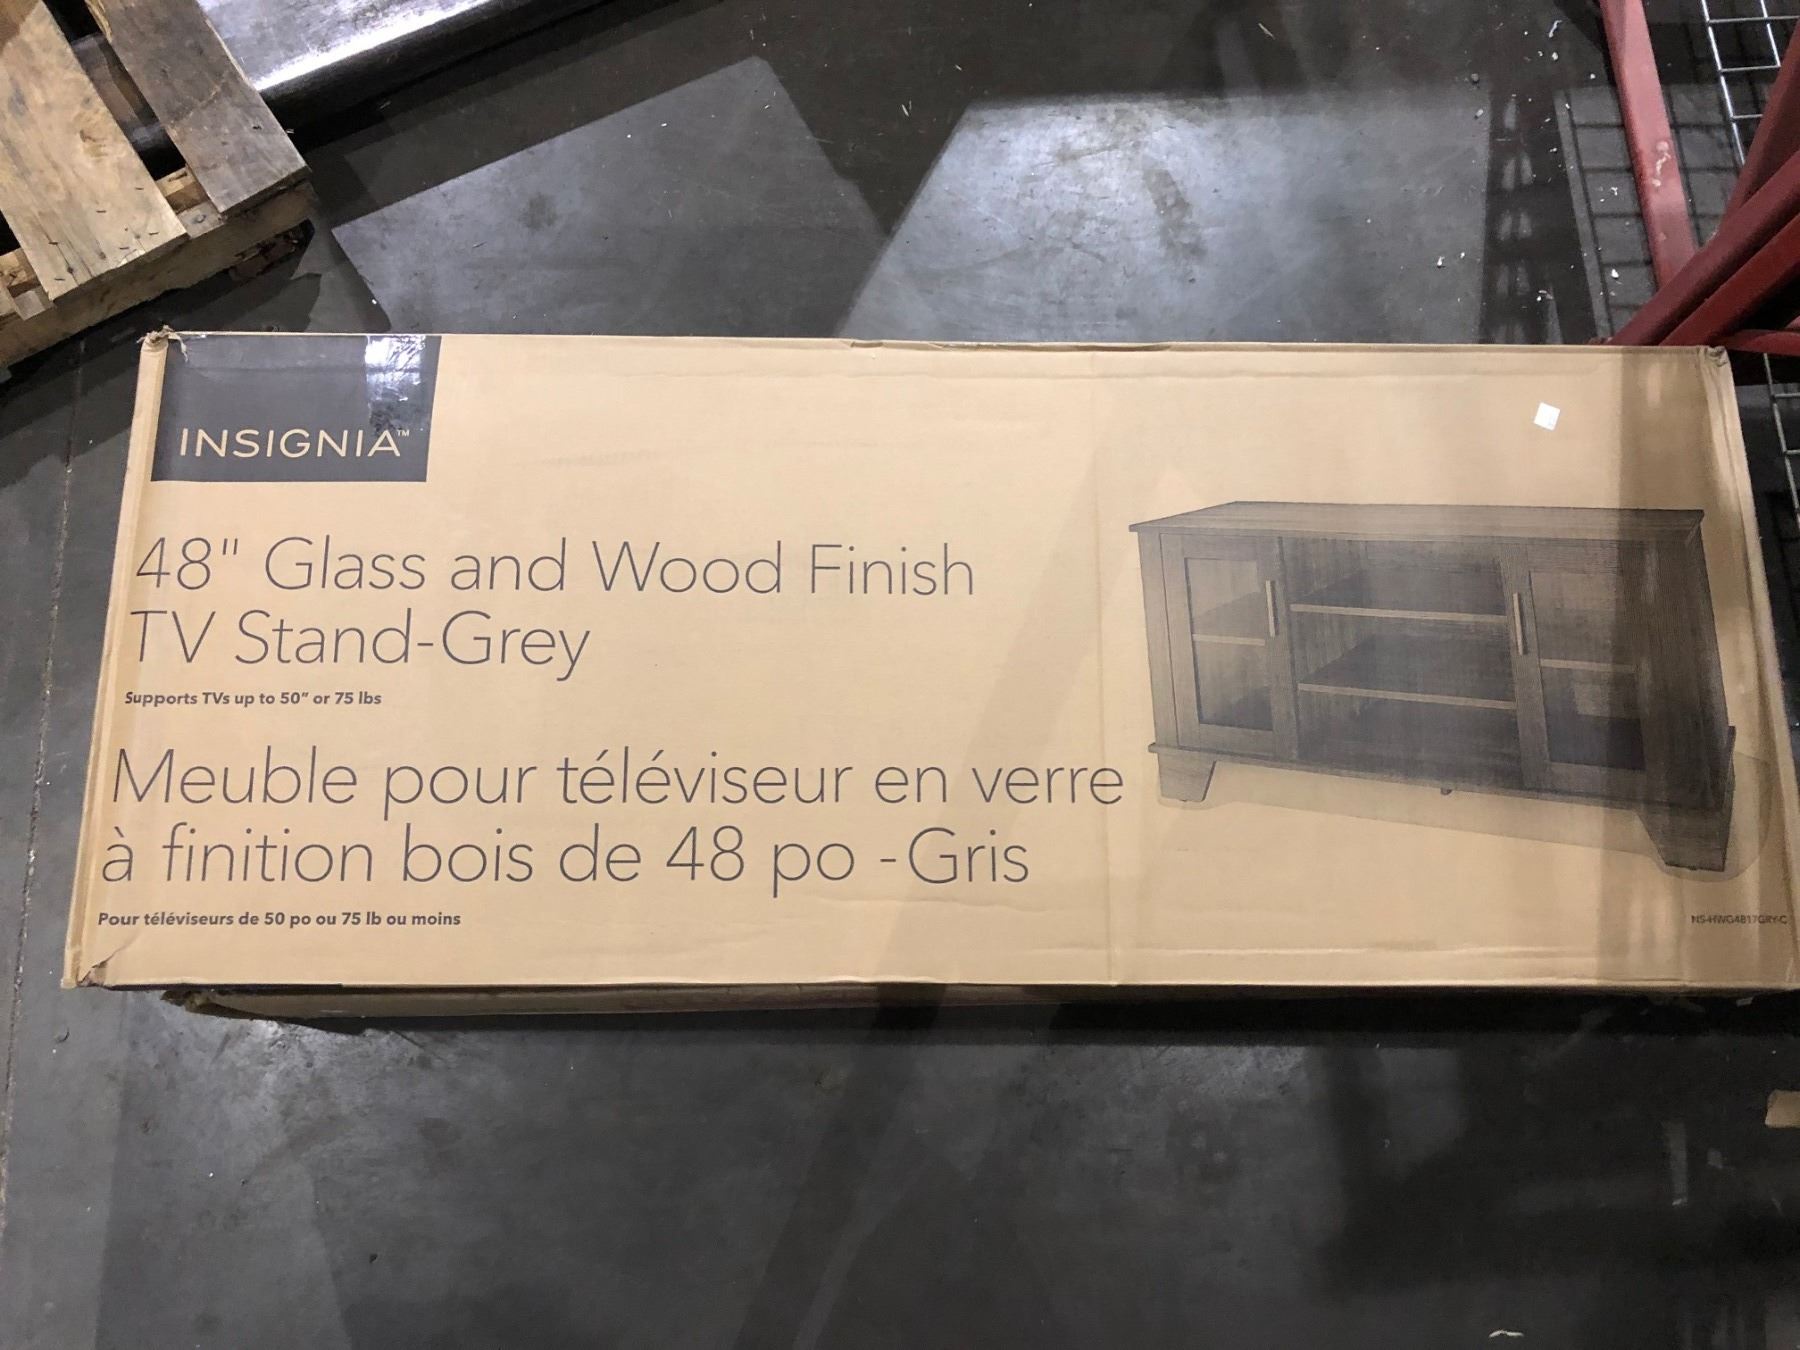 INSIGNIA™
48" Glass and Wood Finish
TV Stand-Grey
Supports TVs up to 50" or 75 lbs
Meuble pour téléviseur en verre
à finition bois de 48 po - Gris
Pour téléviseurs de 50 po ou 75 lb ou moins
NS-HWG4817GRY-C